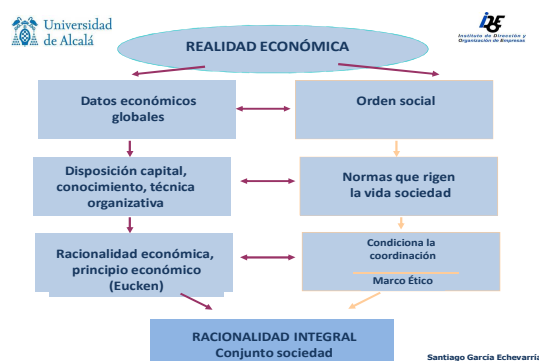 Universidad
de Alcalá
Instituto de Dirección y
Organización de Empresas
REALIDAD ECONÓMICA
Datos económicos
globales
Orden social
Disposición capital,
conocimiento, técnica
organizativa
Normas que rigen
la vida sociedad
Racionalidad económica,
principio económico
(Eucken)
Condiciona la
coordinación
Marco Ético
RACIONALIDAD INTEGRAL
Conjunto sociedad
Santiago García Echevarría